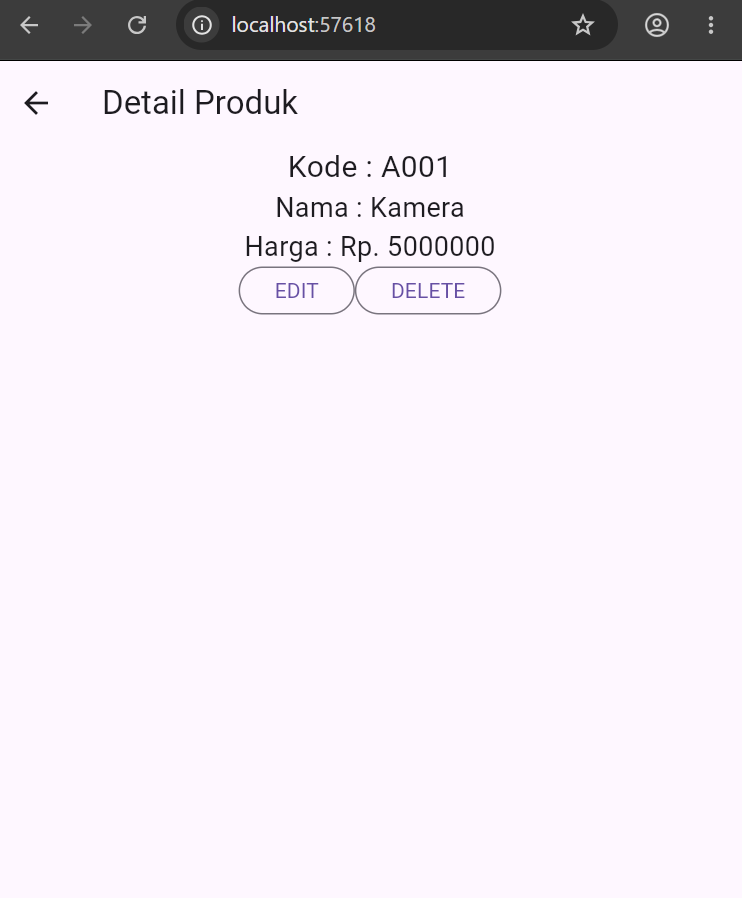 localhost:57618
Detail Produk
Kode : A001
Nama : Kamera
Harga : Rp. 5000000
EDIT DELETE